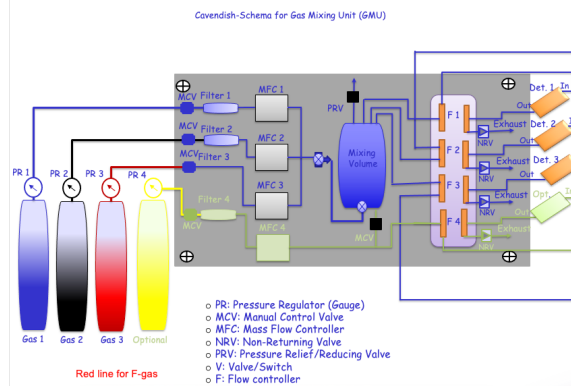 Cavendish-Schema for Gas Mixing Unit (GMU)
MCV Filter 1
MFC 1
PRV
F 1
Det. 1 In
Out
MCV Filter 2
MFC 2
Mixing
Volume
Exhaust
NRV
Det. 2 In
Out
F 2
MCV Filter 3
MFC 3
Exhaust
NRV
Det. 3
Out
F 3
PR 1
PR 2
PR 3
PR 4
Exhaust
NRV
Opt.
In
Out
Filter 4
MCV
MFC 4
MCV
F 4
Exhaust
NRV
Gas 1
Gas 2
Gas 3
Optional
Red line for F-gas
o PR: Pressure Regulator (Gauge)
o MCV: Manual Control Valve
o MFC: Mass Flow Controller
o NRV: Non-Returning Valve
o PRV: Pressure Relief/Reducing Valve
o V: Valve/Switch
o F: Flow controller